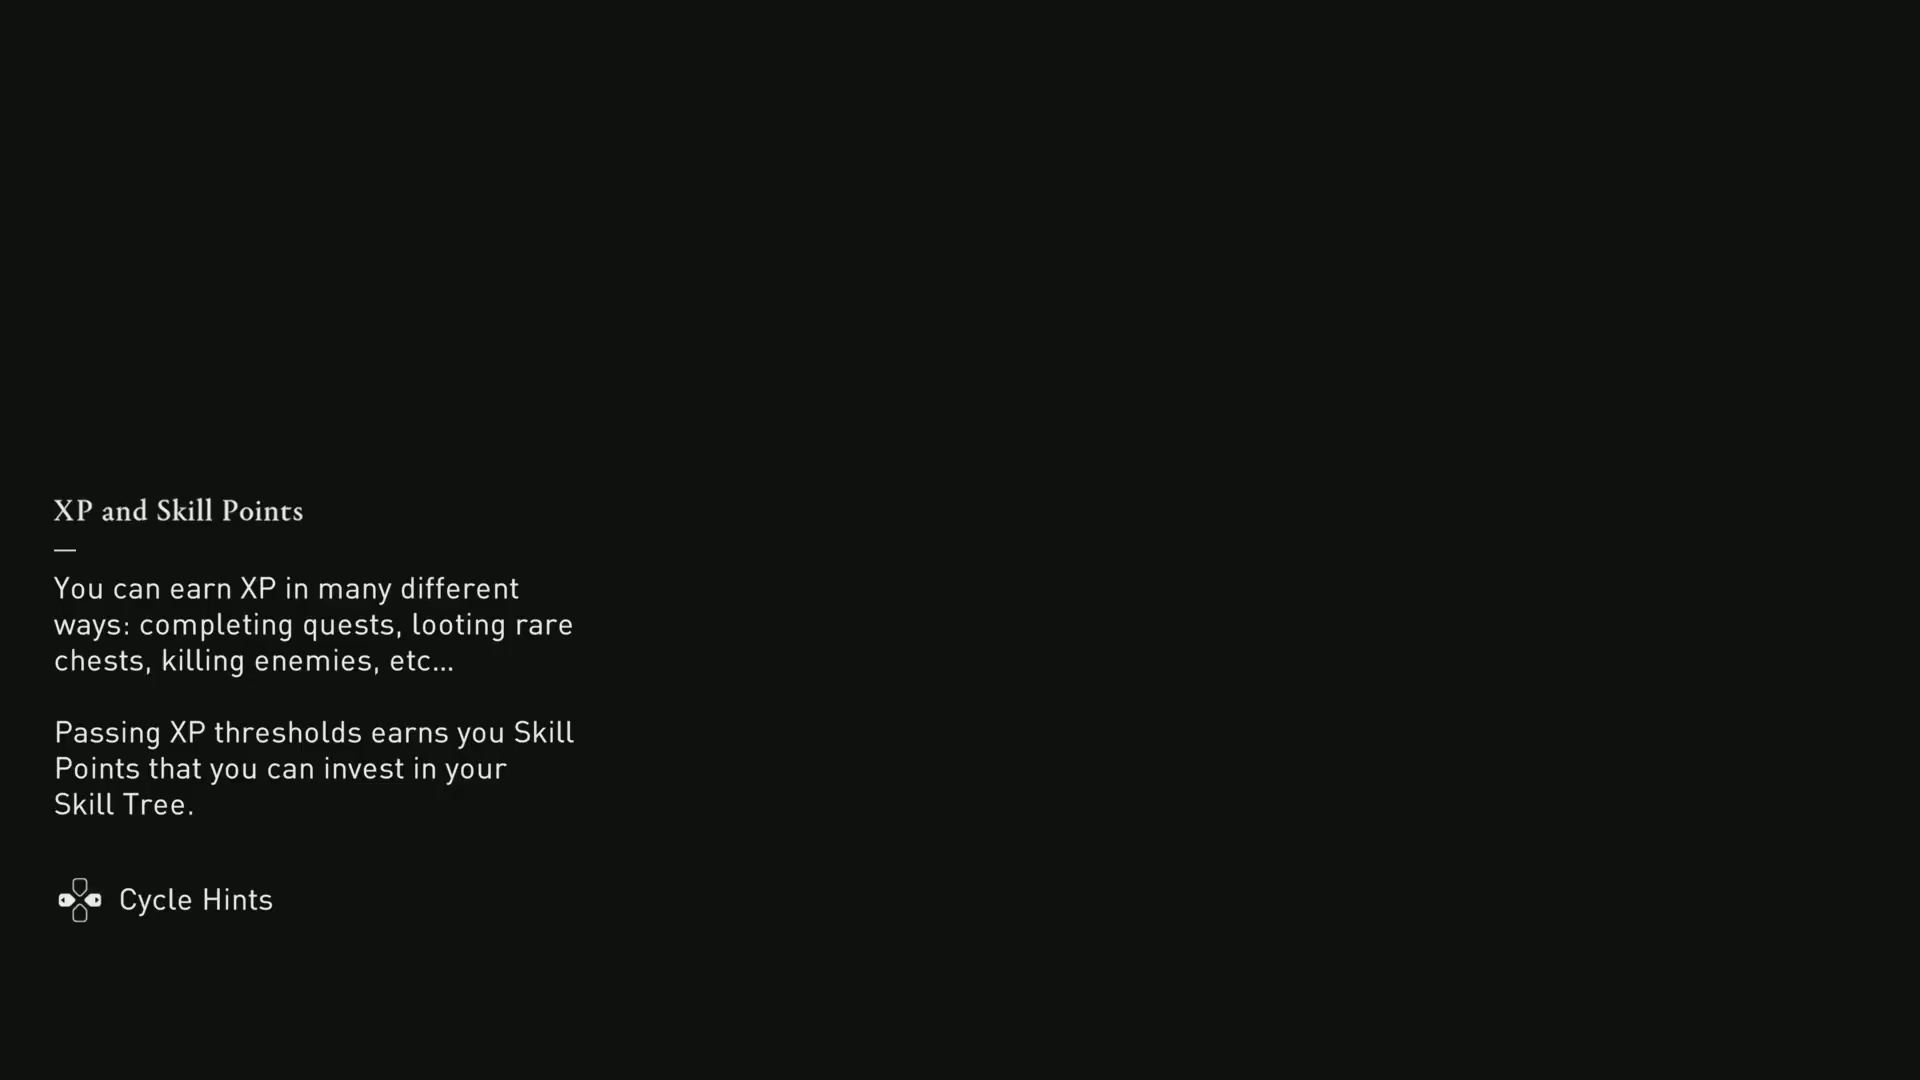 XP and Skill Points
You can earn XP in many different
ways: completing quests, looting rare
chests, killing enemies, etc...
Passing XP thresholds earns you Skill
Points that you can invest in your
Skill Tree.
Cycle Hints